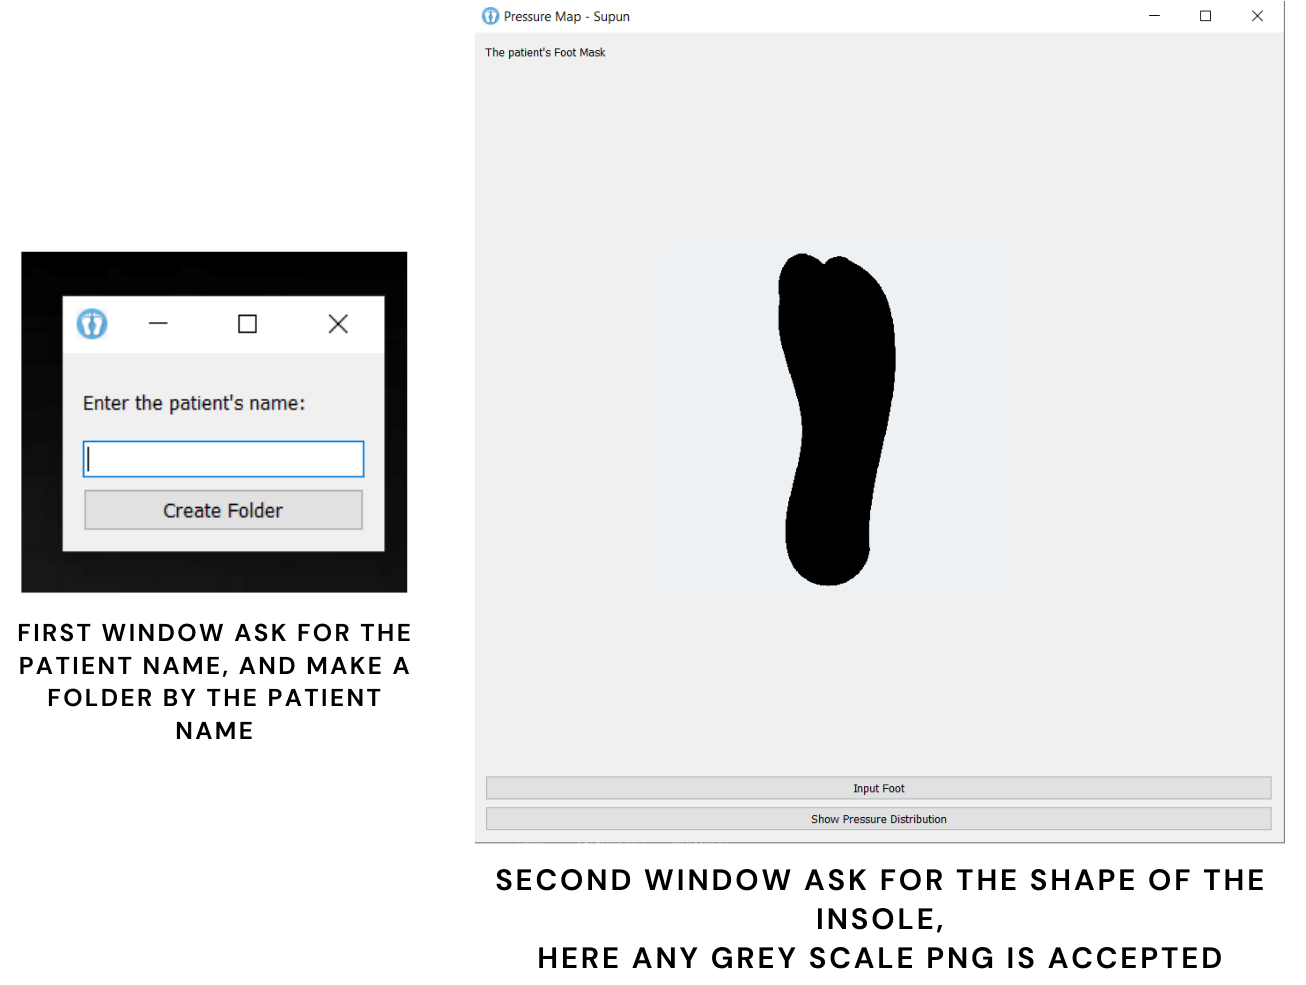 Pressure Map - Supun
The patient's Foot Mask
Enter the patient's name:
Create Folder
FIRST WINDOW ASK FOR THE
PATIENT NAME, AND MAKE A
FOLDER BY THE PATIENT
NAME
Input Foot
Show Pressure Distribution
SECOND WINDOW ASK FOR THE SHAPE OF THE
INSOLE,
HERE ANY GREY SCALE PNG IS ACCEPTED